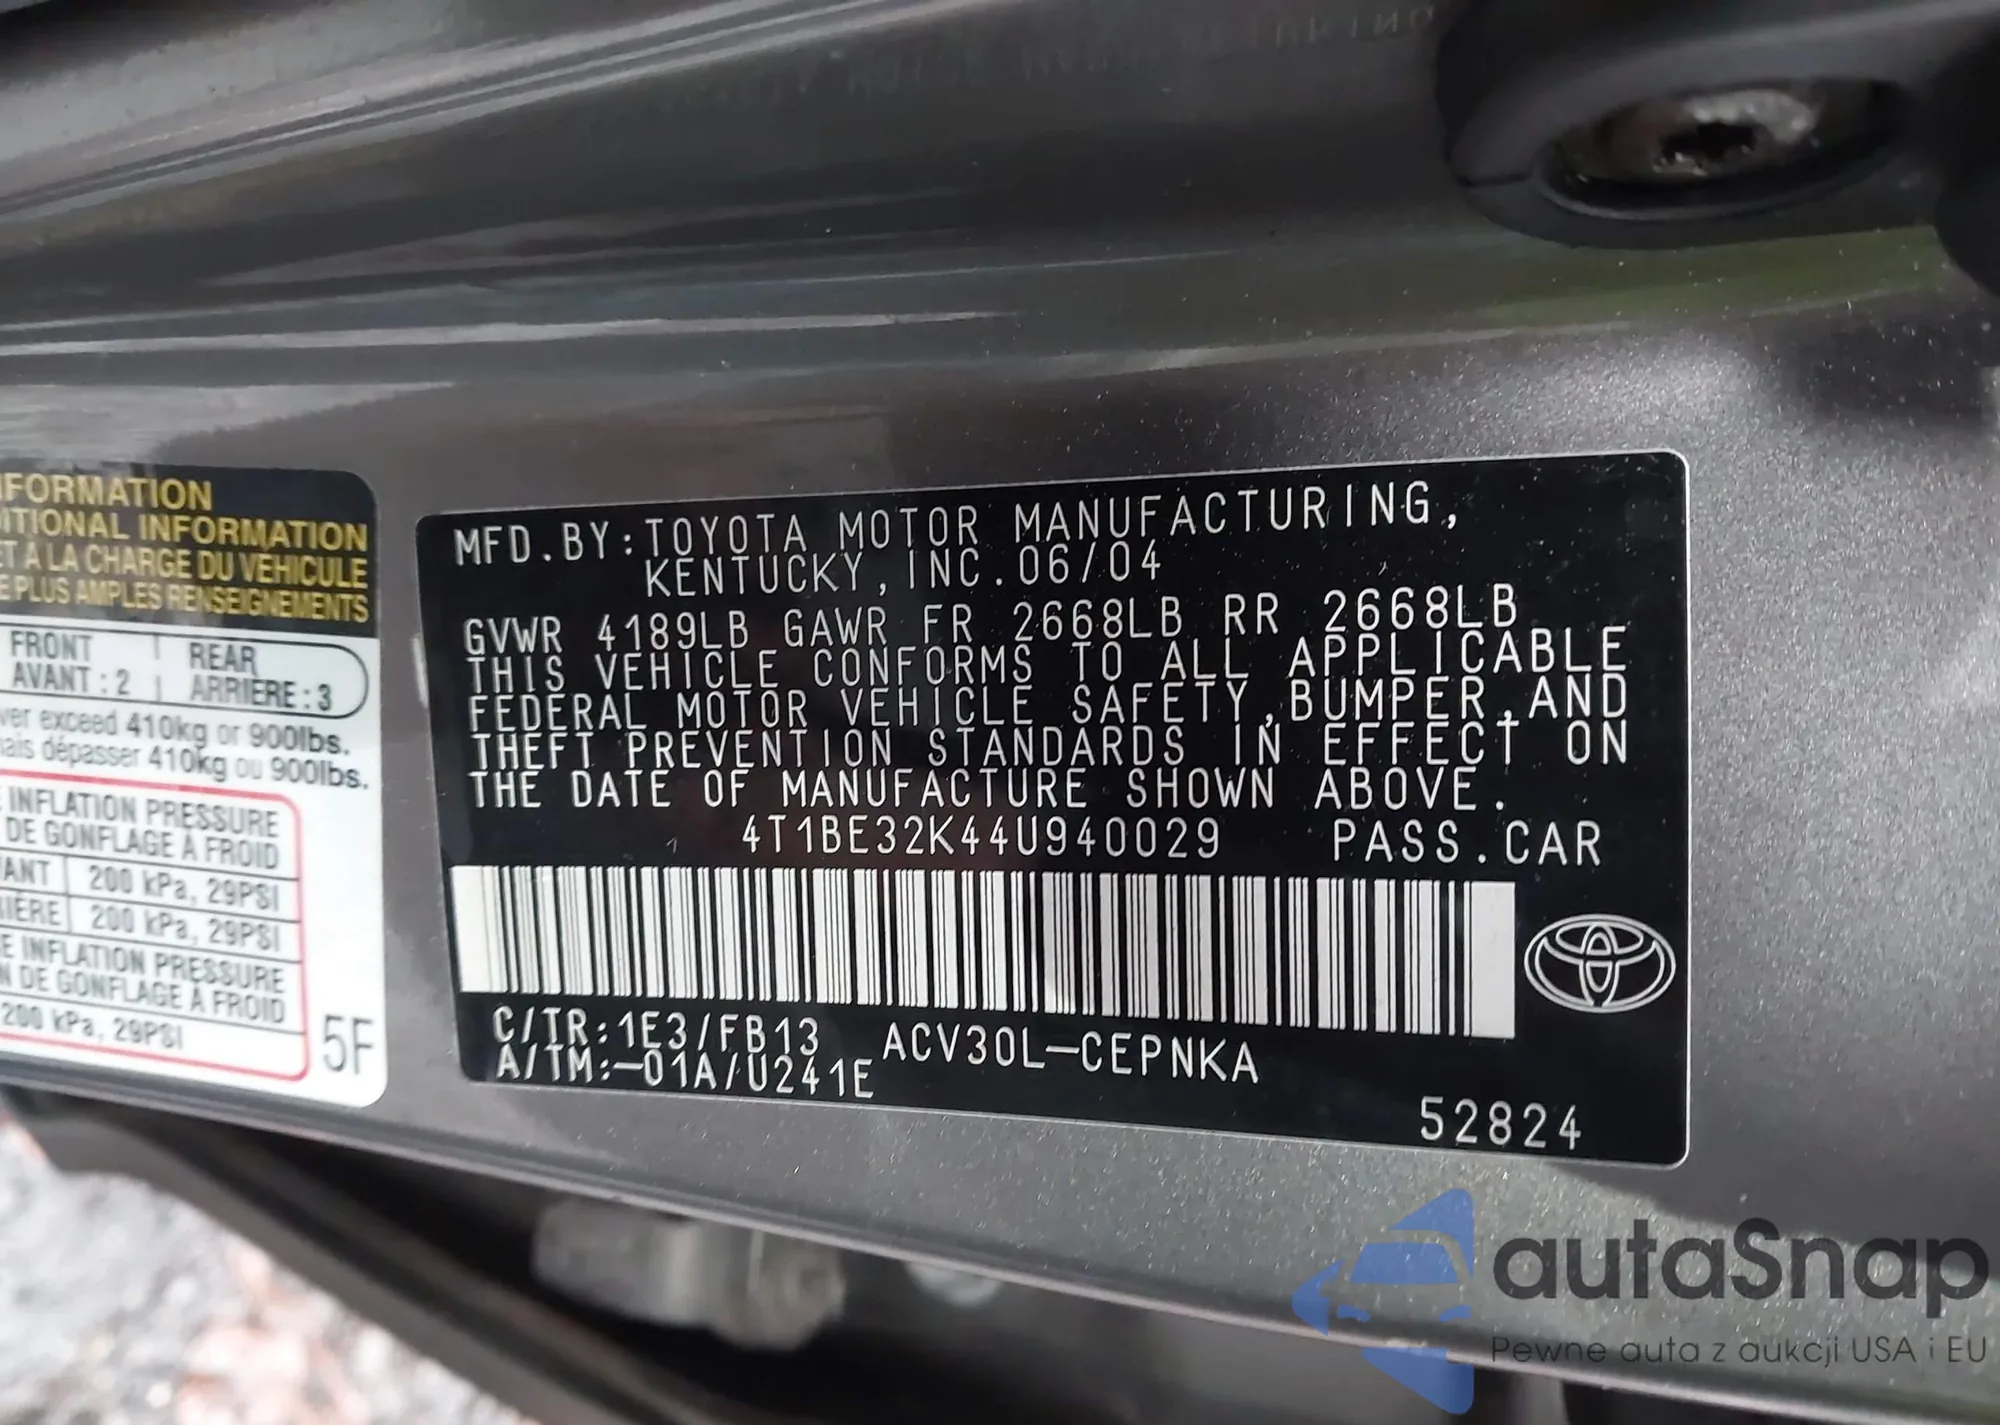 FORMATION
ITIONAL INFORMATION
ET À LA CHARGE DU VÉHICULE
E PLUS AMPLES RENSEIGNEMENTS
FRONT
AVANT : 2
REAR
ARRIÈRE : 3
ver exceed 410kg or 900lbs.
mais dépasser 410kg ou 900lbs.
INFLATION PRESSURE
DE GONFLAGE À FROID
VANT 200 kPa, 29PSI
IÈRE 200 kPa, 29PSI
E INFLATION PRESSURE
N DE GONFLAGE À FROID
200 kPa, 29PSI
5F
MFD.BY:TOYOTA MOTOR MANUFACTURING,
KENTUCKY,INC.06/04
GVWR 4189LB GAWR FR 2668LB RR 2668LB
THIS VEHICLE CONFORMS TO ALL APPLICABLE
FEDERAL MOTOR VEHICLE SAFETY,BUMPER,AND
THEFT PREVENTION STANDARDS IN EFFECT ON
THE DATE OF MANUFACTURE SHOWN ABOVE.
4T1BE32K44U940029 PASS.CAR
C/TR:1E3/FB13 ACV30L-CEPNKA
A/TM:-01A/U241E
52824
autaSnap
Pewne auta z aukcji USA i EU